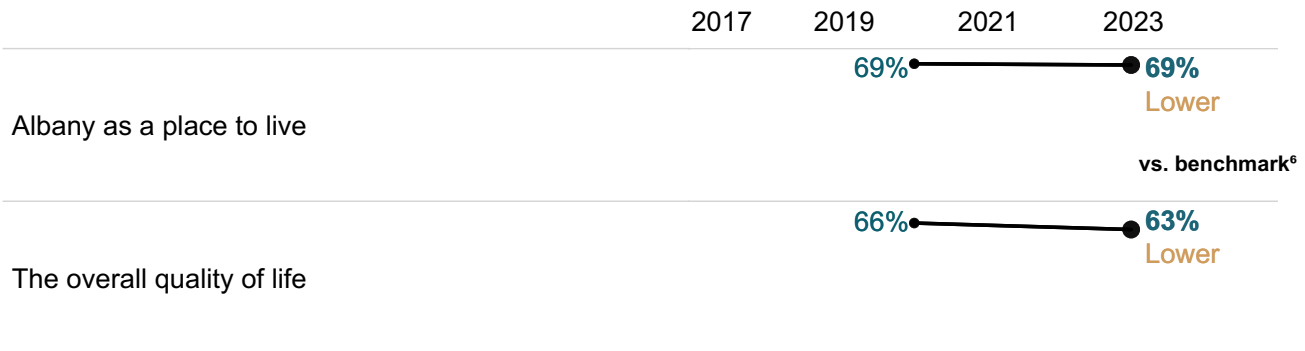 2017 2019 2021 2023
69% 69%
Lower
Albany as a place to live
vs. benchmark⁶
66% 63%
Lower
The overall quality of life